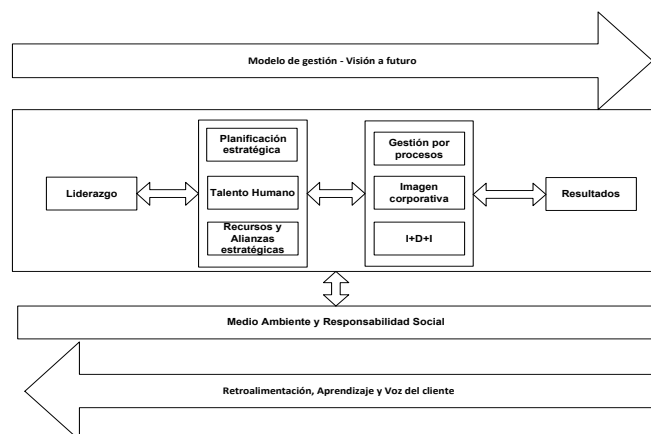 Modelo de gestión - Visión a futuro
Planificación
estratégica
Gestión por
procesos
Liderazgo
Talento Humano
Imagen
corporativa
Resultados
Recursos y
Alianzas
estratégicas
I+D+I
Medio Ambiente y Responsabilidad Social
Retroalimentación, Aprendizaje y Voz del cliente